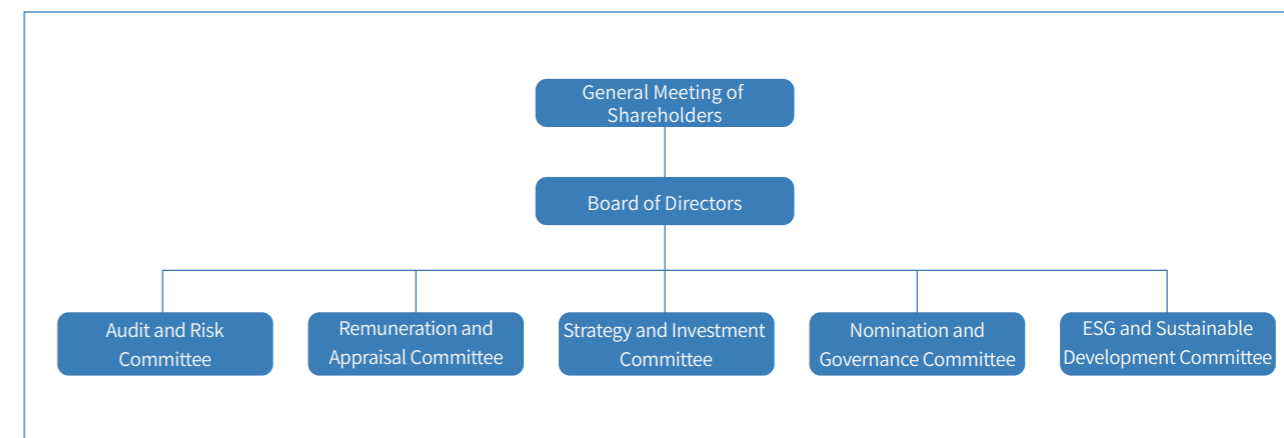 General Meeting of
Shareholders
Board of Directors
Audit and Risk
Committee
Remuneration and
Appraisal Committee
Strategy and Investment
Committee
Nomination and
Governance Committee
ESG and Sustainable
Development Committee